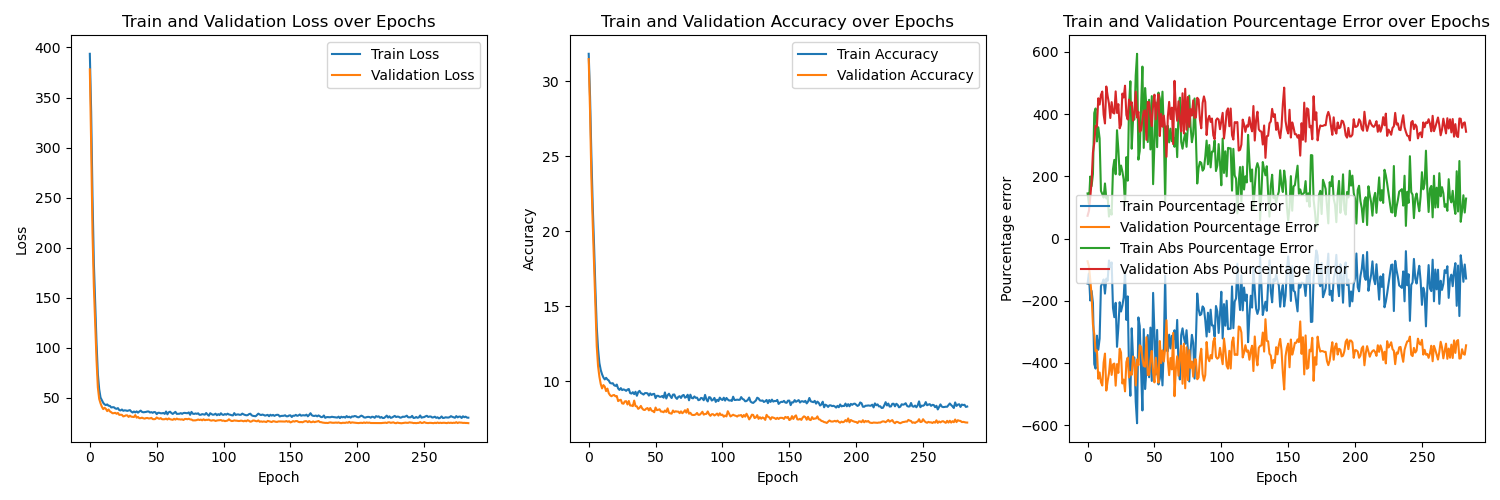 Train and Validation Loss over Epochs
Loss
400
350
300
250
200
150
100
50
0
50
100
150
200
250
Epoch
Train Loss
Validation Loss
Train and Validation Accuracy over Epochs
Accuracy
30
25
20
15
10
0
50
100
150
200
250
Epoch
Train Accuracy
Validation Accuracy
Train and Validation Pourcentage Error over Epochs
Pourcentage error
600
400
200
0
−200
−400
−600
0
50
100
150
200
250
Epoch
Train Pourcentage Error
Validation Pourcentage Error
Train Abs Pourcentage Error
Validation Abs Pourcentage Error